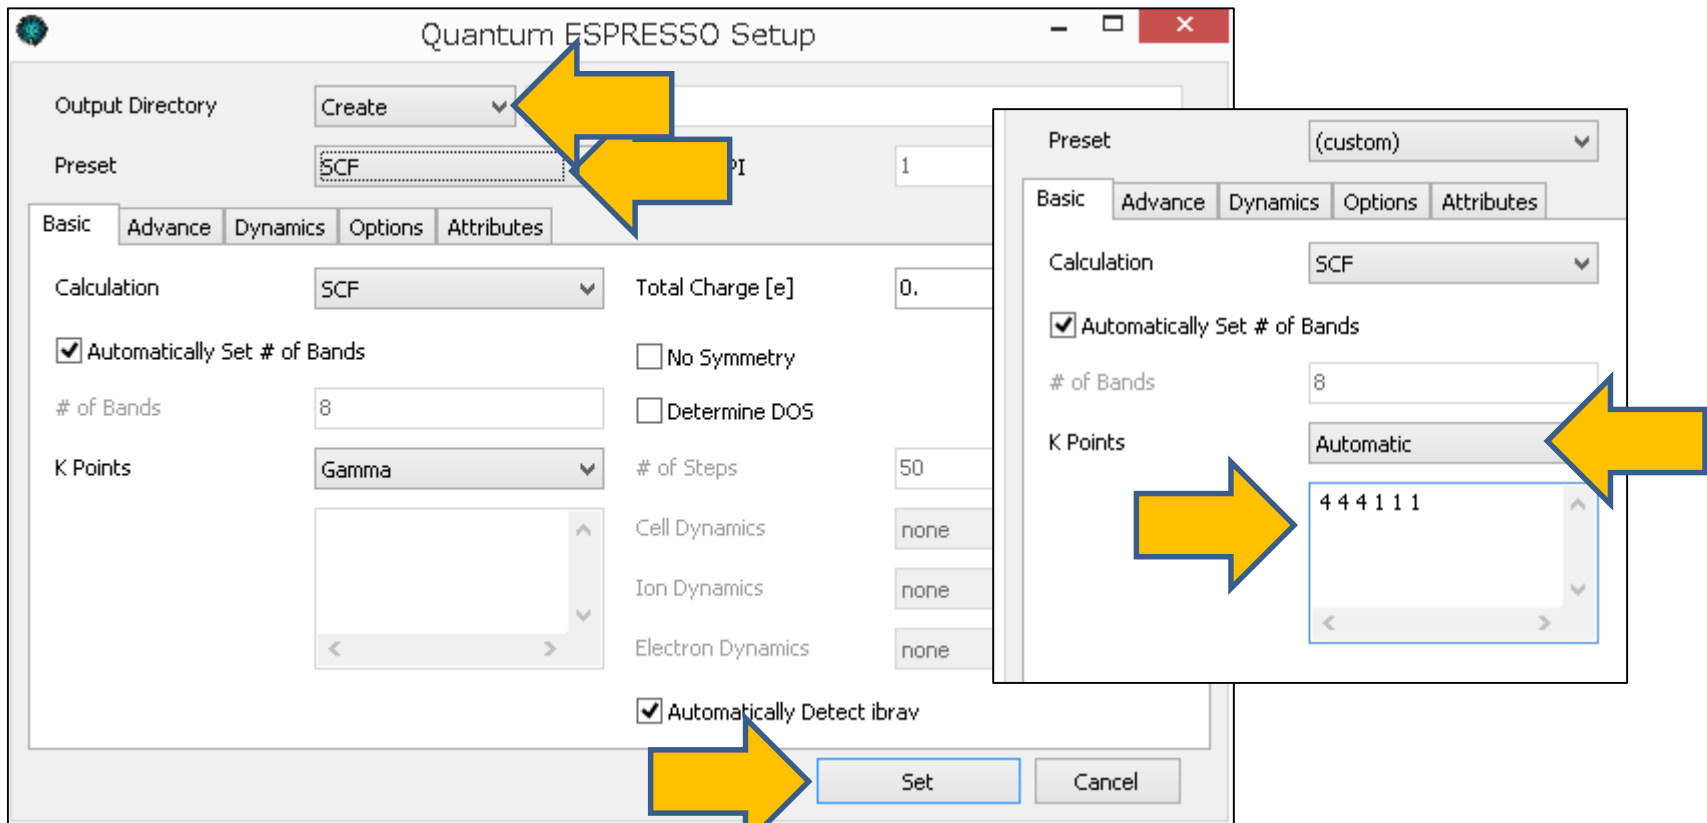 Quantum ESPRESSO Setup
Output Directory
Create
Preset
SCF
PI
1
Basic
Advance
Dynamics
Options
Attributes
Calculation
SCF
Total Charge [e]
0.
Automatically Set # of Bands
No Symmetry
# of Bands
8
Determine DOS
K Points
Gamma
# of Steps
50
Cell Dynamics
none
Ion Dynamics
none
Electron Dynamics
none
Automatically Detect ibrav
Set
Cancel
Preset
(custom)
Basic
Advance
Dynamics
Options
Attributes
Calculation
SCF
Automatically Set # of Bands
# of Bands
8
K Points
Automatic
4 4 4 1 1 1